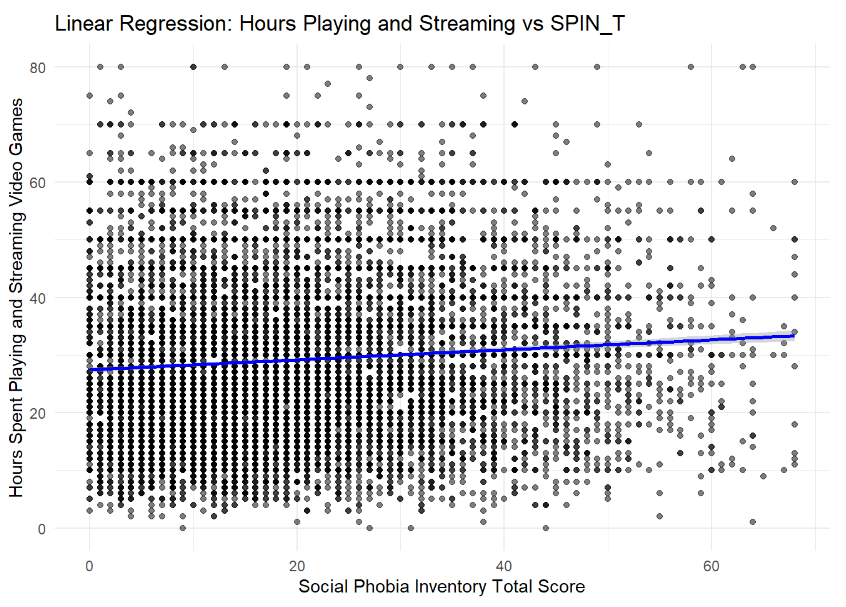 Linear Regression: Hours Playing and Streaming vs SPIN_T
Hours Spent Playing and Streaming Video Games
80
60
40
20
0
0 20 40 60
Social Phobia Inventory Total Score